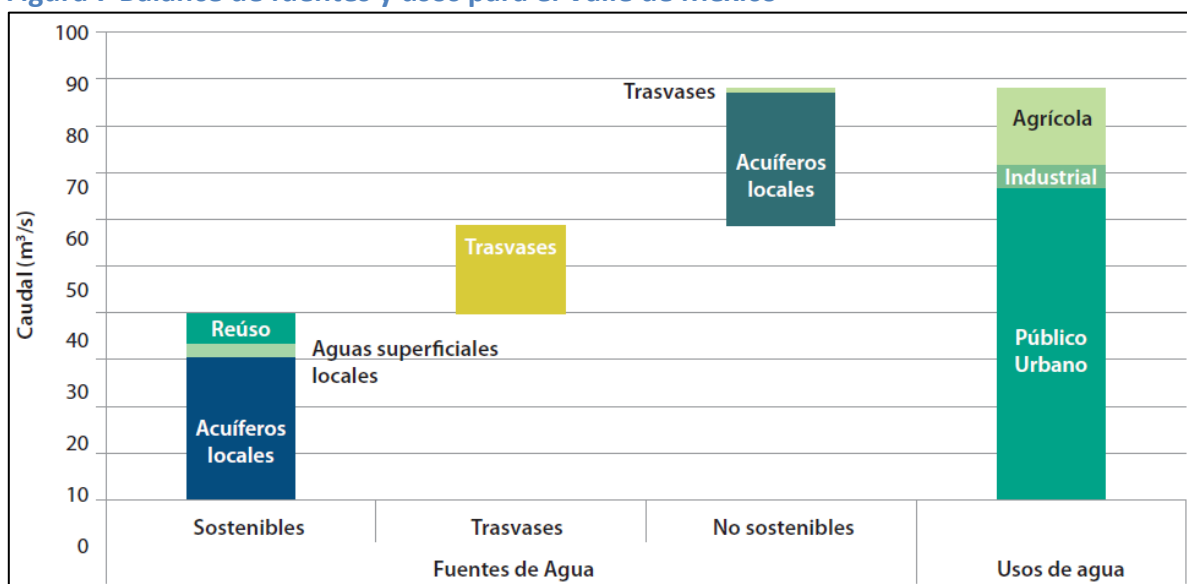 100
90
80
70
60
50
40
30
20
10
0
Caudal (m³/s)
Trasvases
Agrícola
Acuíferos
locales
Industrial
Trasvases
Reúso
Aguas superficiales
locales
Público
Urbano
Acuíferos
locales
Sostenibles
Trasvases
No sostenibles
Fuentes de Agua
Usos de agua